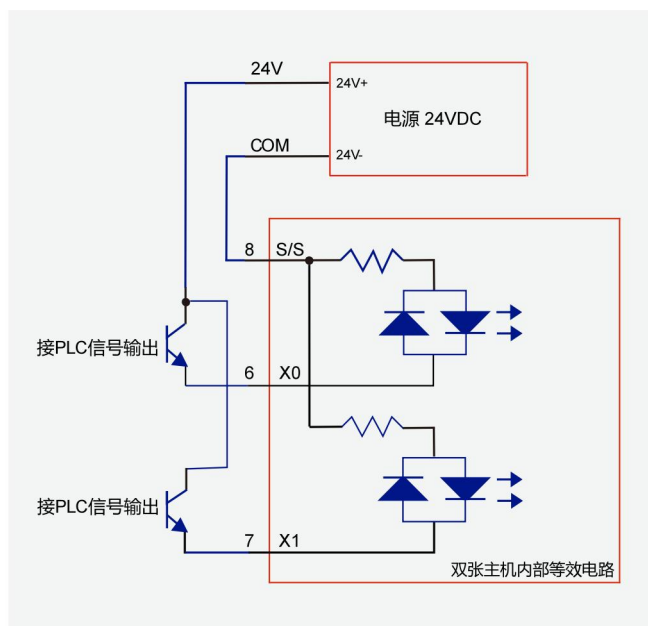 24V
24V+
电源 24VDC
COM
24V-
8 S/S
接PLC信号输出
6 X0
接PLC信号输出
7 X1
双张主机内部等效电路